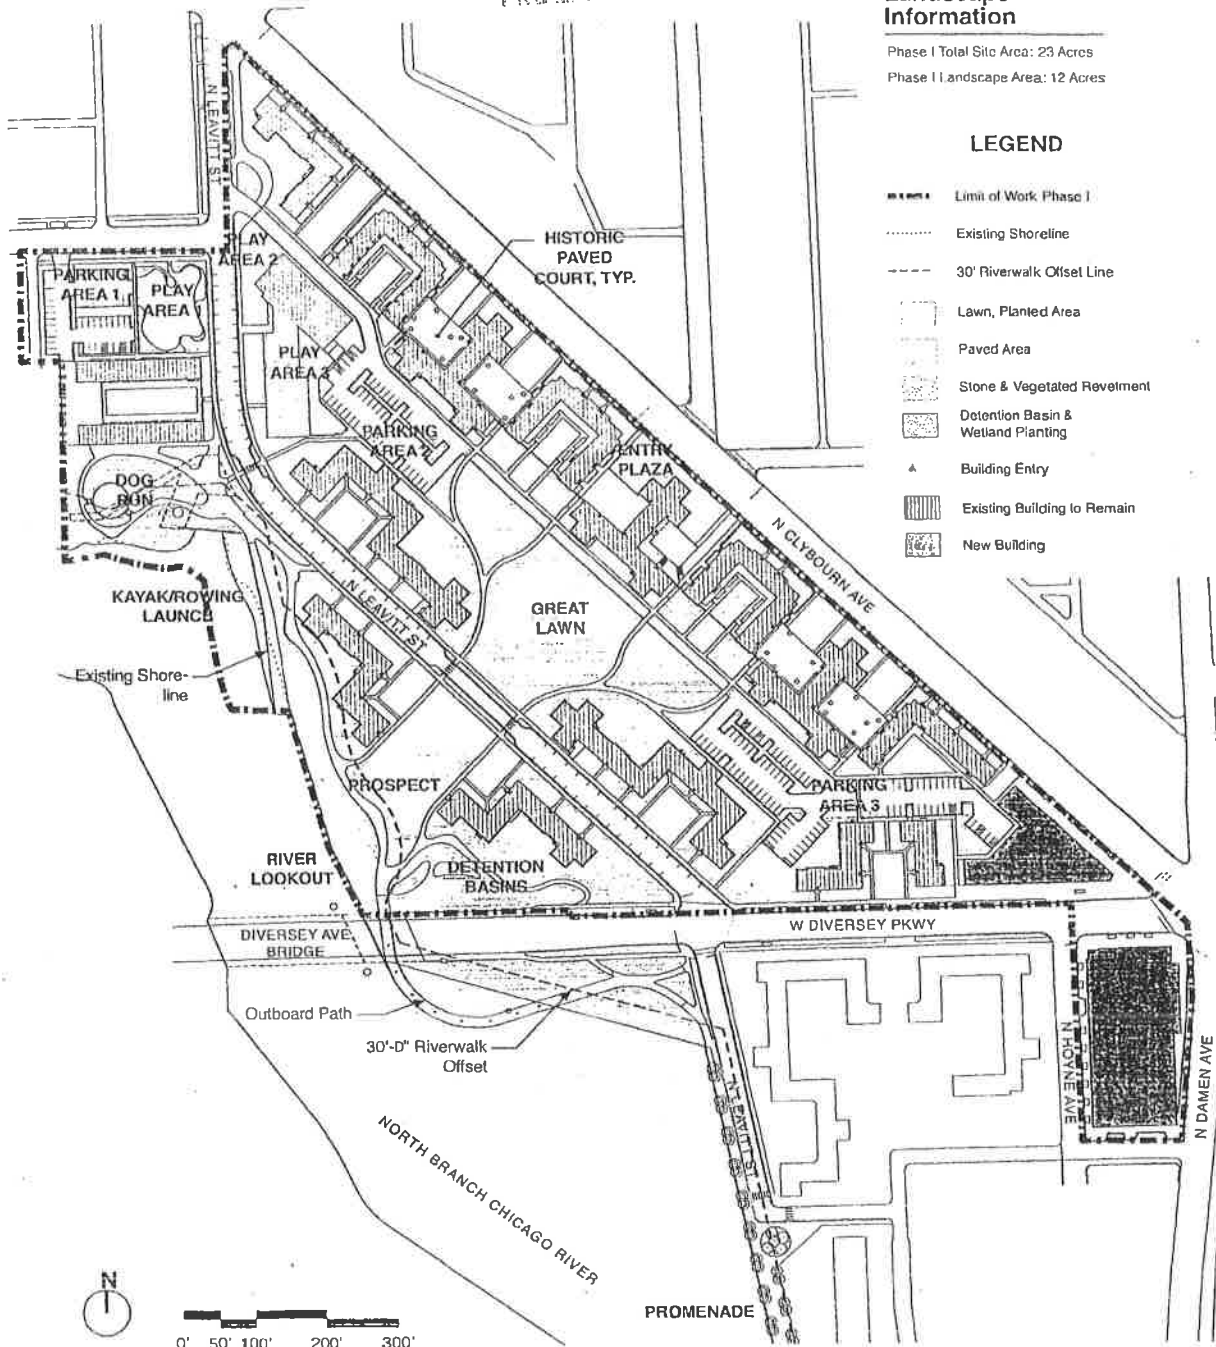 Landscape
Information
Phase I Total Site Area: 23 Acres
Phase I Landscape Area: 12 Acres
LEGEND
Limit of Work Phase I
Existing Shoreline
30' Riverwalk Offset Line
Lawn, Planted Area
Paved Area
Stone & Vegetated Revetment
Detention Basin &
Wetland Planting
Building Entry
Existing Building to Remain
New Building
N LEAVITT ST
PLAY
AREA 2
HISTORIC
PAVED
COURT, TYP.
PARKING
AREA 1
PLAY
AREA 1
PLAY
AREA 3
PARKING
AREA 2
ENTRY
PLAZA
DOG
RUN
N CLYBOURN AVE
KAYAK/ROWING
LAUNCH
N LEAVITT ST
GREAT
LAWN
Existing Shore-
line
PROSPECT
PARKING
AREA 3
RIVER
LOOKOUT
DETENTION
BASINS
DIVERSEY AVE
BRIDGE
W DIVERSEY PKWY
Outboard Path
30'-0" Riverwalk
Offset
N LEAVITT ST
N HOYNE AVE
N DAMEN AVE
NORTH BRANCH CHICAGO RIVER
PROMENADE
N
0' 50' 100' 200' 300'